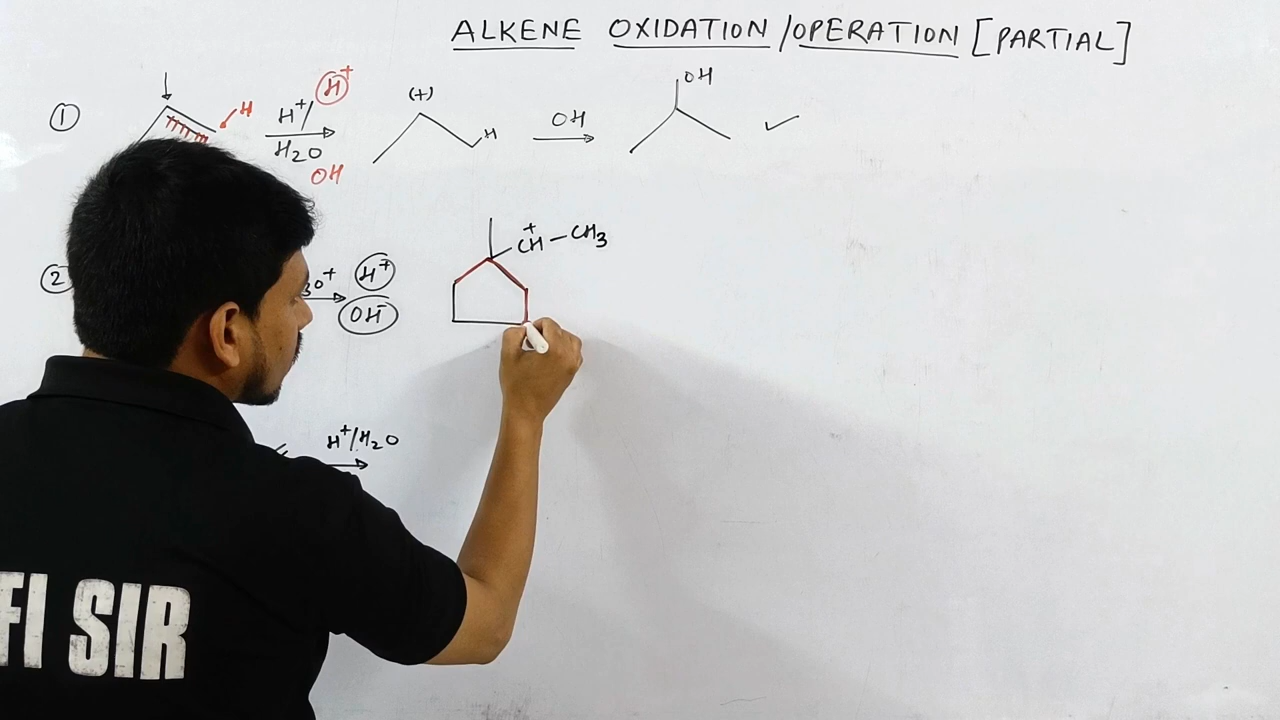 ALKENE OXIDATION/OPERATION [PARTIAL]
① H H⁺/H⁺ (+) H OH OH
H₂O
OH
② ₃O⁺ H⁺ +CH-CH₃
OH⁻
H⁺/H₂O
FI SIR